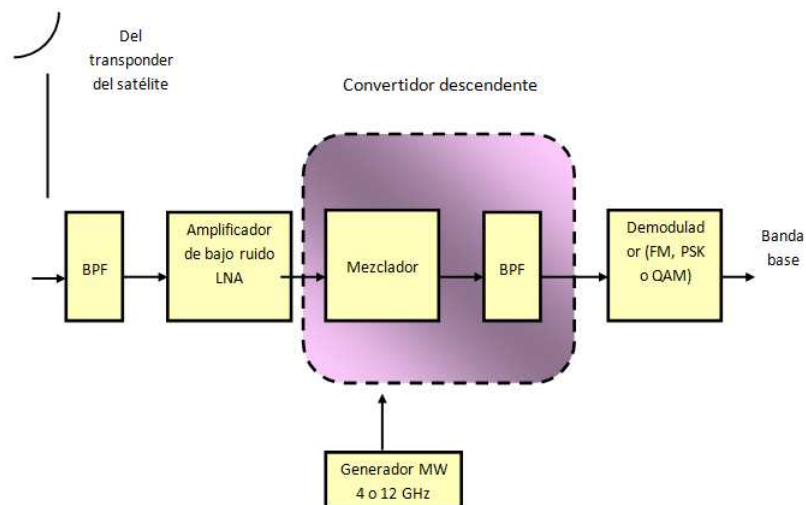 Del
transponder
del satélite
Convertidor descendente
BPF
Amplificador
de bajo ruido
LNA
Mezclador
BPF
Demodulad
or (FM, PSK
o QAM)
Banda
base
Generador MW
4 o 12 GHz